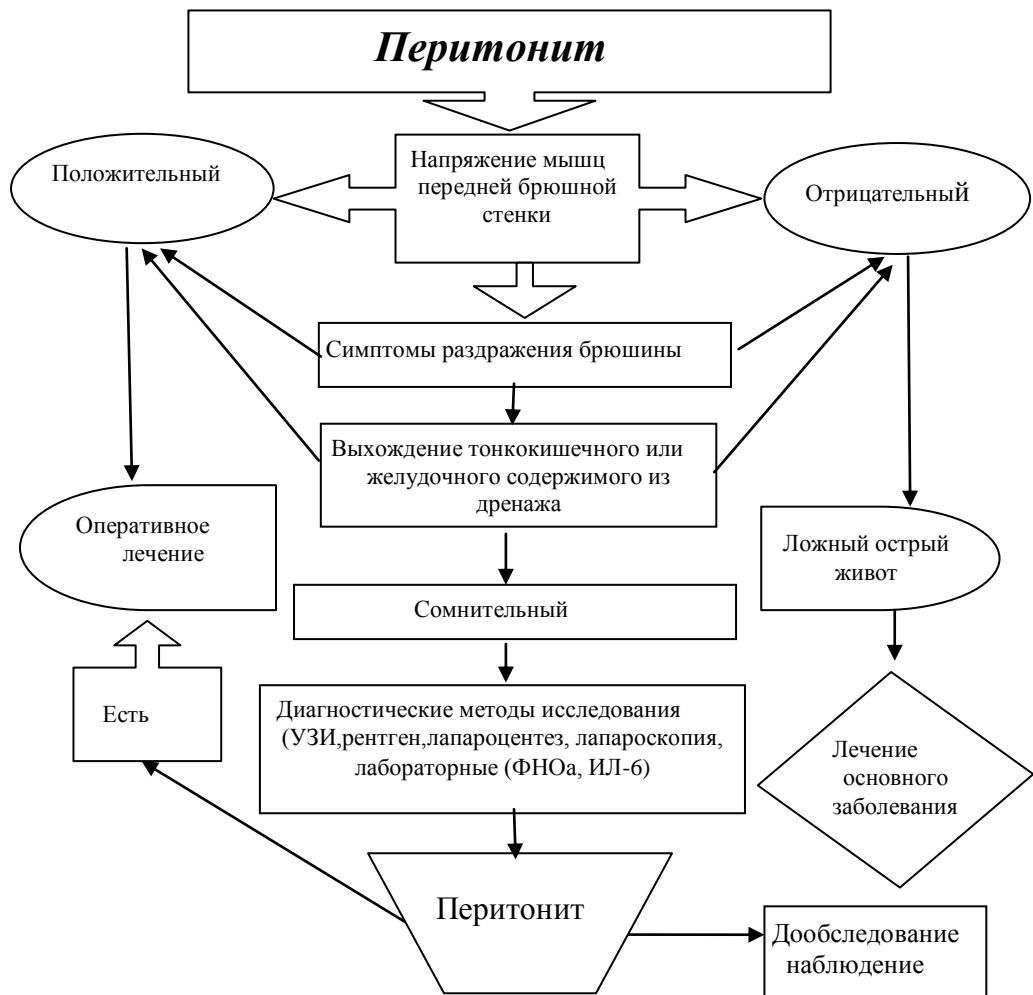 Перитонит
Напряжение мышц
передней брюшной
стенки
Положительный
Отрицательный
Симптомы раздражения брюшины
Выхождение тонкокишечного или
желудочного содержимого из
дренажа
Оперативное
лечение
Ложный острый
живот
Сомнительный
Есть
Диагностические методы исследования
(УЗИ,рентген,лапароцентез, лапароскопия,
лабораторные (ФНОа, ИЛ-6)
Лечение
основного
заболевания
Перитонит
Дообследование
наблюдение